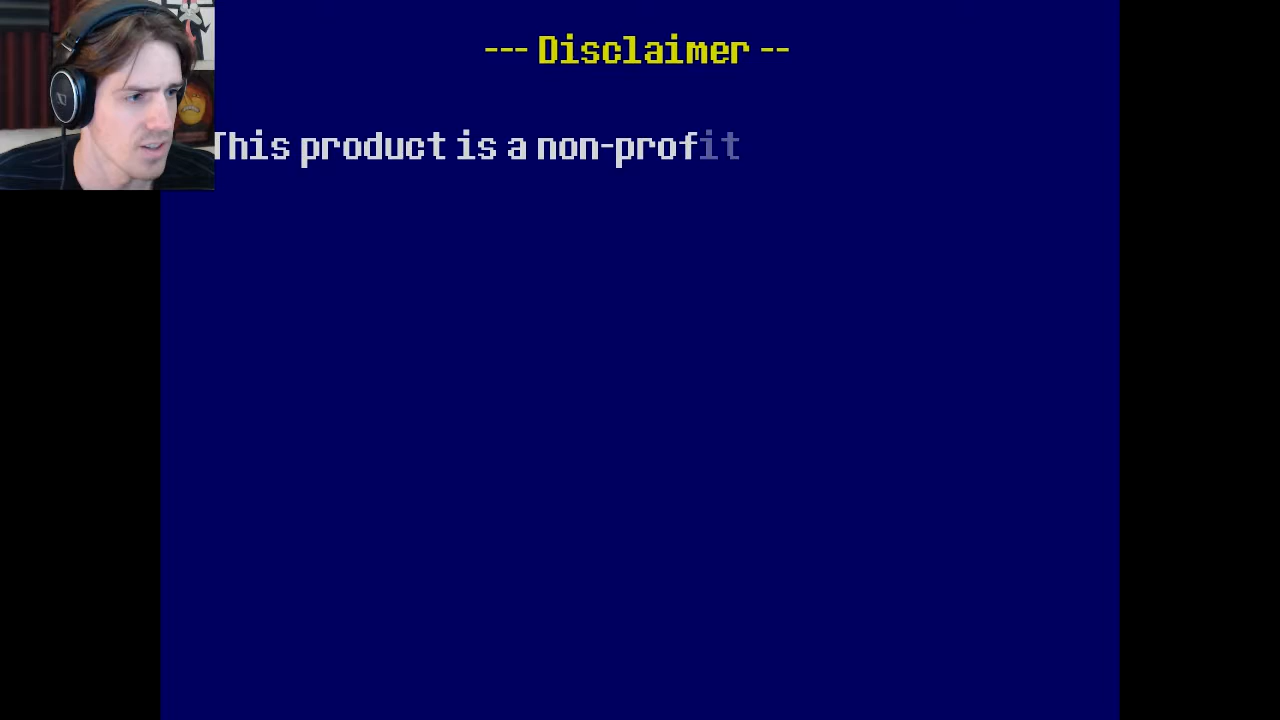 --- Disclaimer --
This product is a non-profit